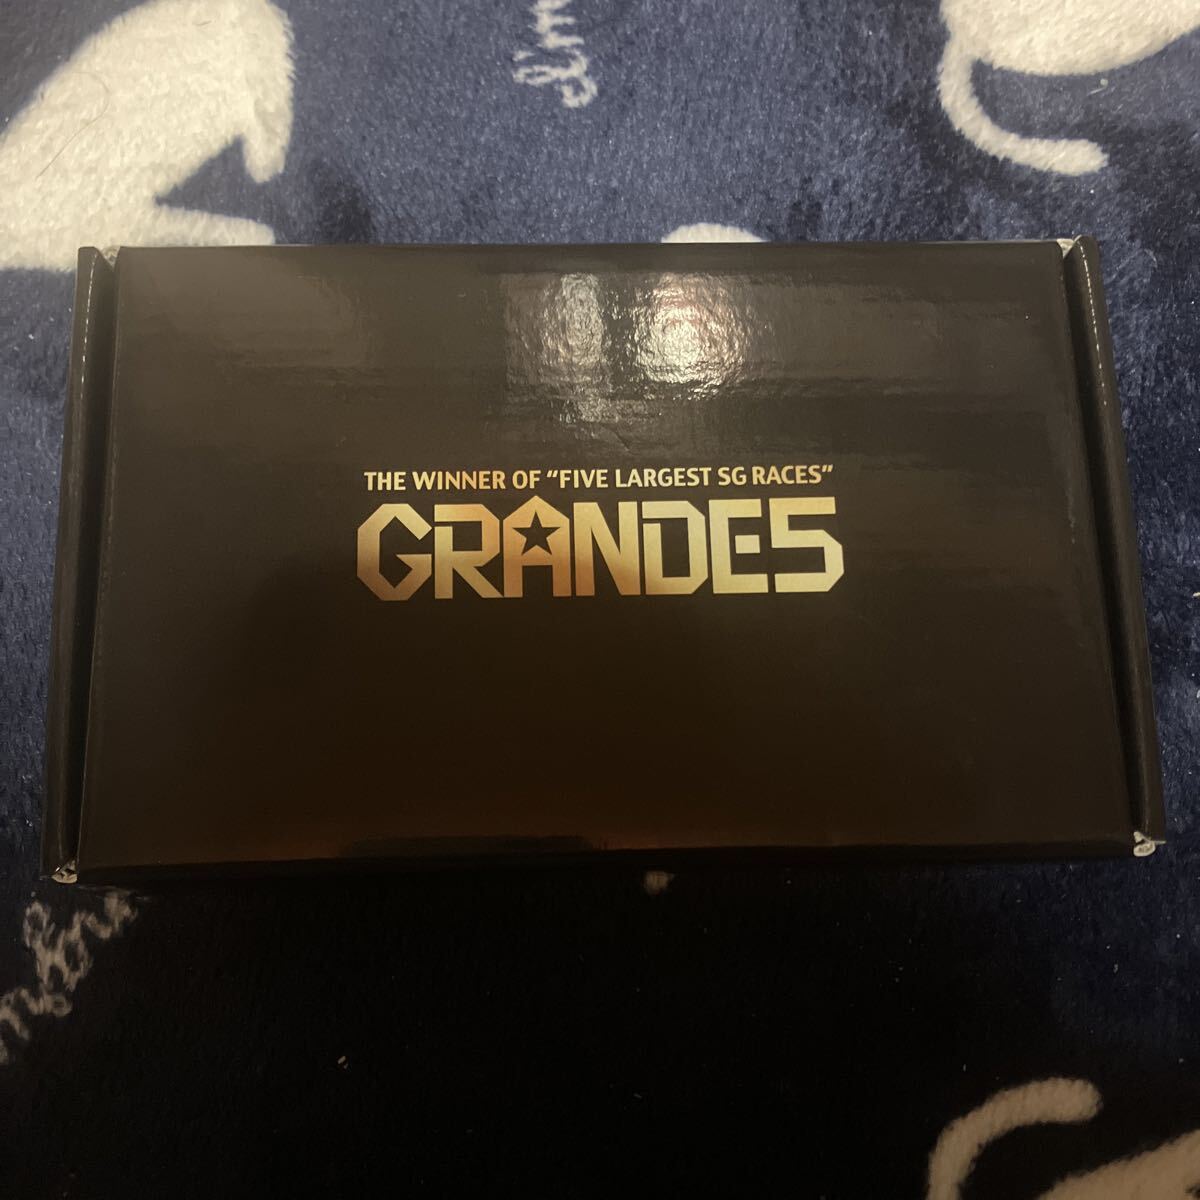 THE WINNER OF "FIVE LARGEST SG RACES"
GRANDE5